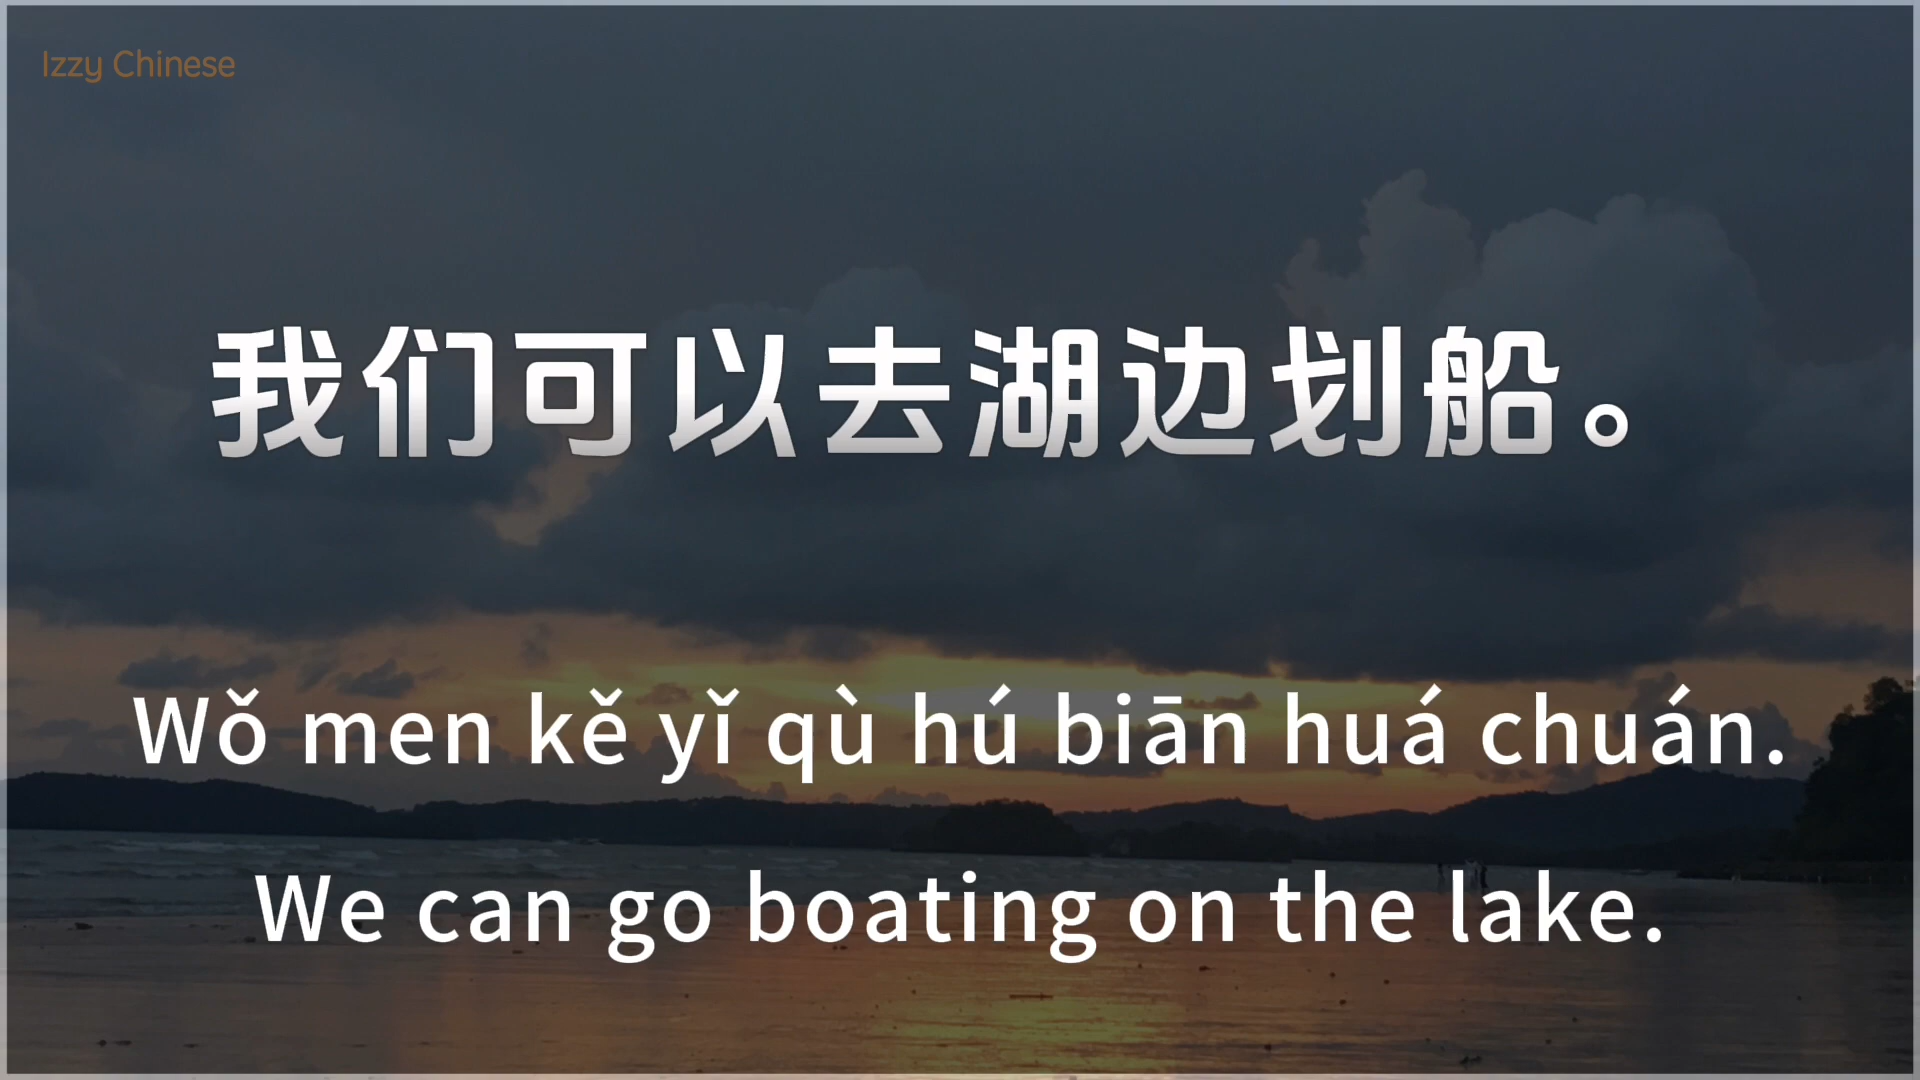 Izzy Chinese
我们可以去湖边划船。
Wǒ men kě yǐ qù hú biān huá chuán.
We can go boating on the lake.